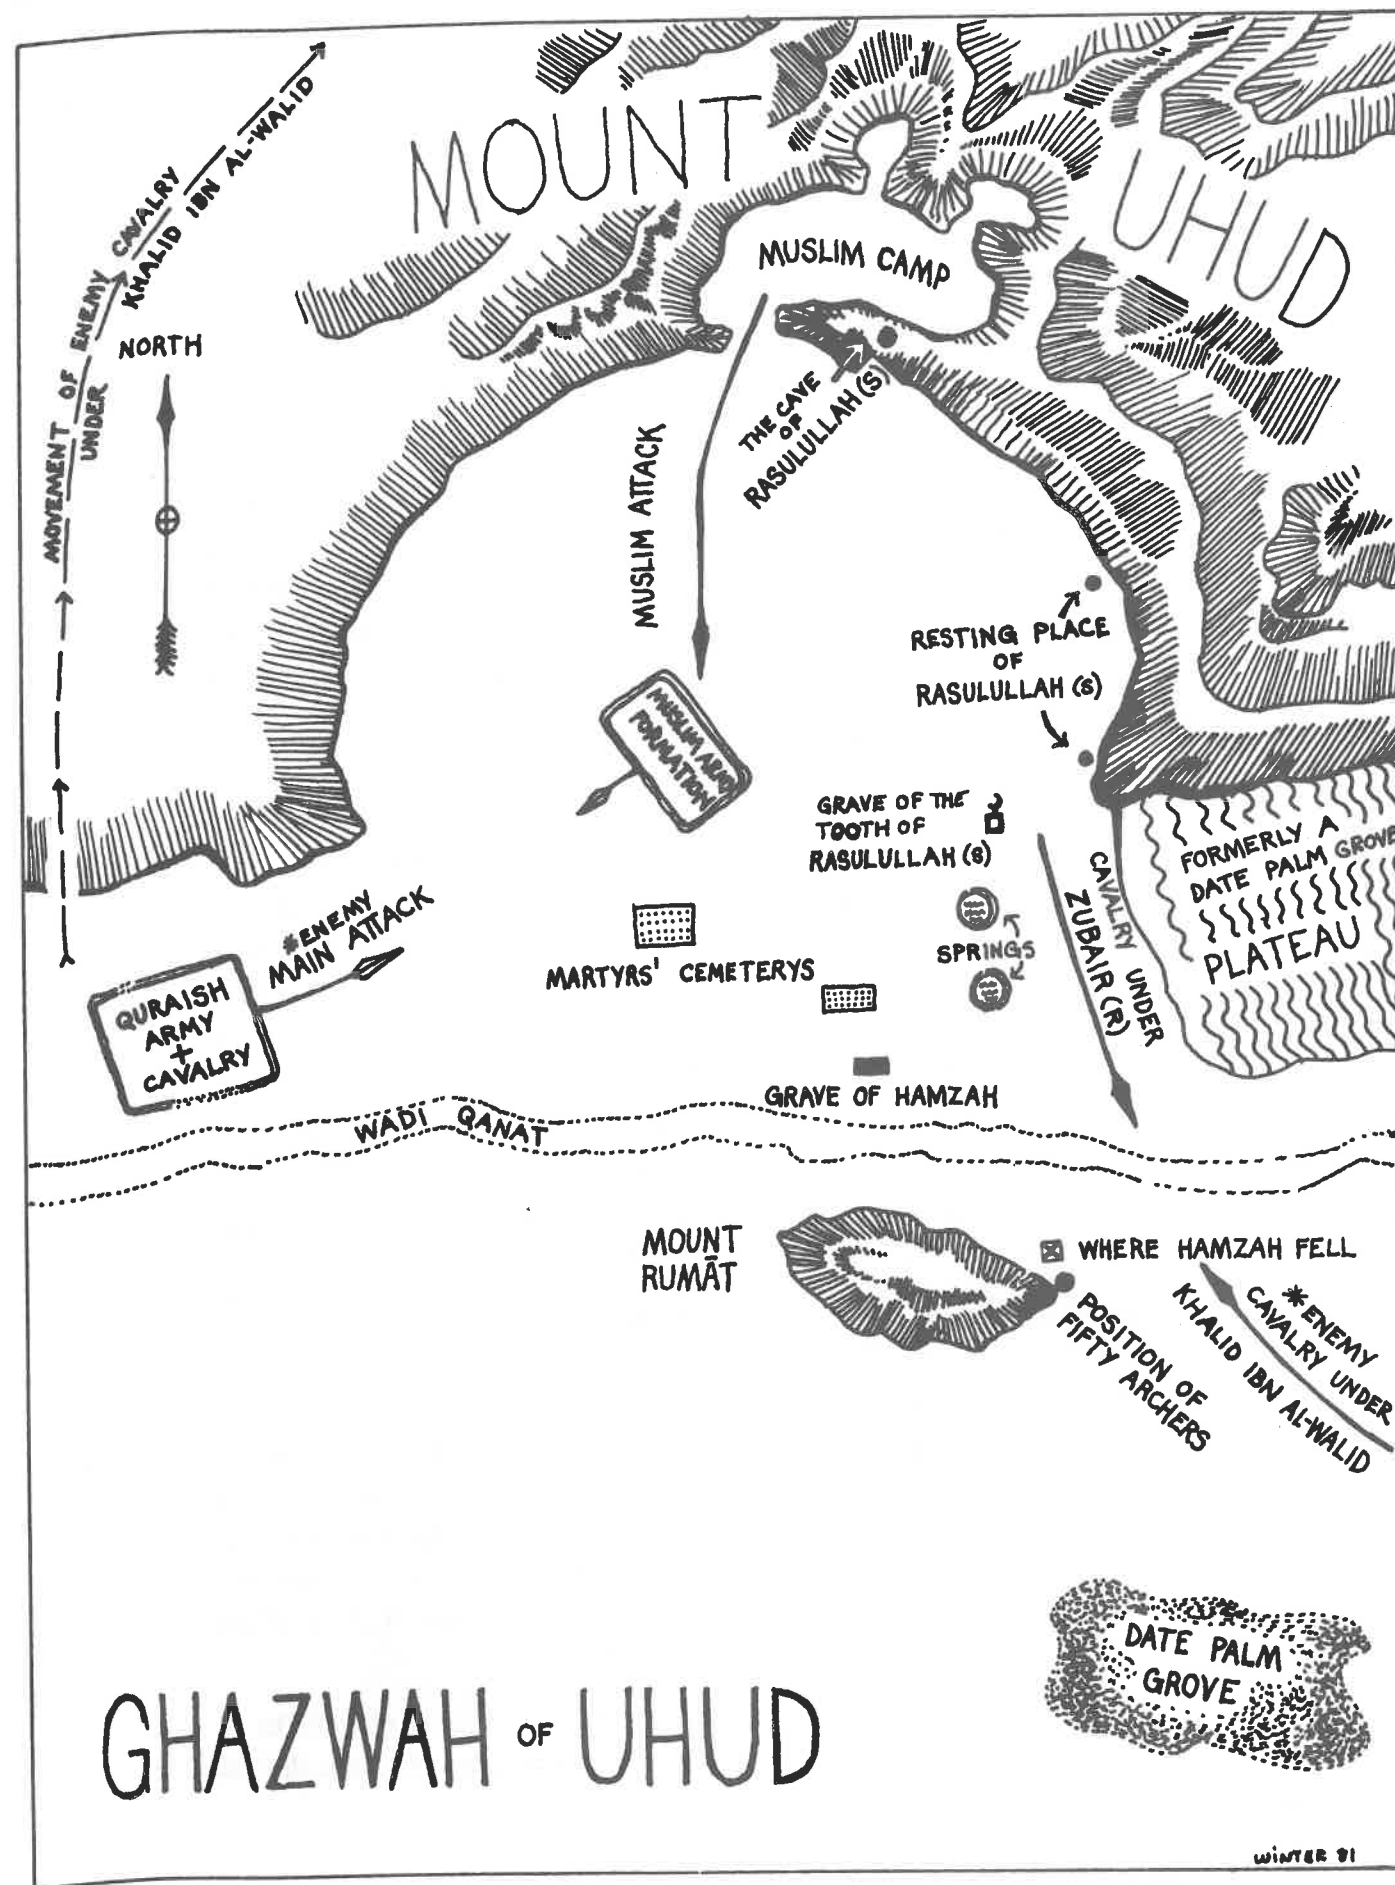 MOUNT
UHUD
MOVEMENT OF ENEMY CAVALRY
UNDER KHALID IBN AL-WALID
NORTH
MUSLIM CAMP
THE CAVE
OF
RASULULLAH (S)
MUSLIM ATTACK
RESTING PLACE
OF
RASULULLAH (S)
MUSLIM ARMY
FORMATION
GRAVE OF THE
TOOTH OF
RASULULLAH (S)
CAVALRY UNDER
ZUBAIR (R)
FORMERLY A
DATE PALM GROVE
PLATEAU
*ENEMY
MAIN ATTACK
QURAISH
ARMY
+
CAVALRY
MARTYRS' CEMETERYS
SPRINGS
GRAVE OF HAMZAH
WADI QANAT
MOUNT
RUMĀT
WHERE HAMZAH FELL
POSITION OF
FIFTY ARCHERS
*ENEMY
CAVALRY UNDER
KHALID IBN AL-WALID
DATE PALM
GROVE
GHAZWAH OF UHUD
WINTER 81